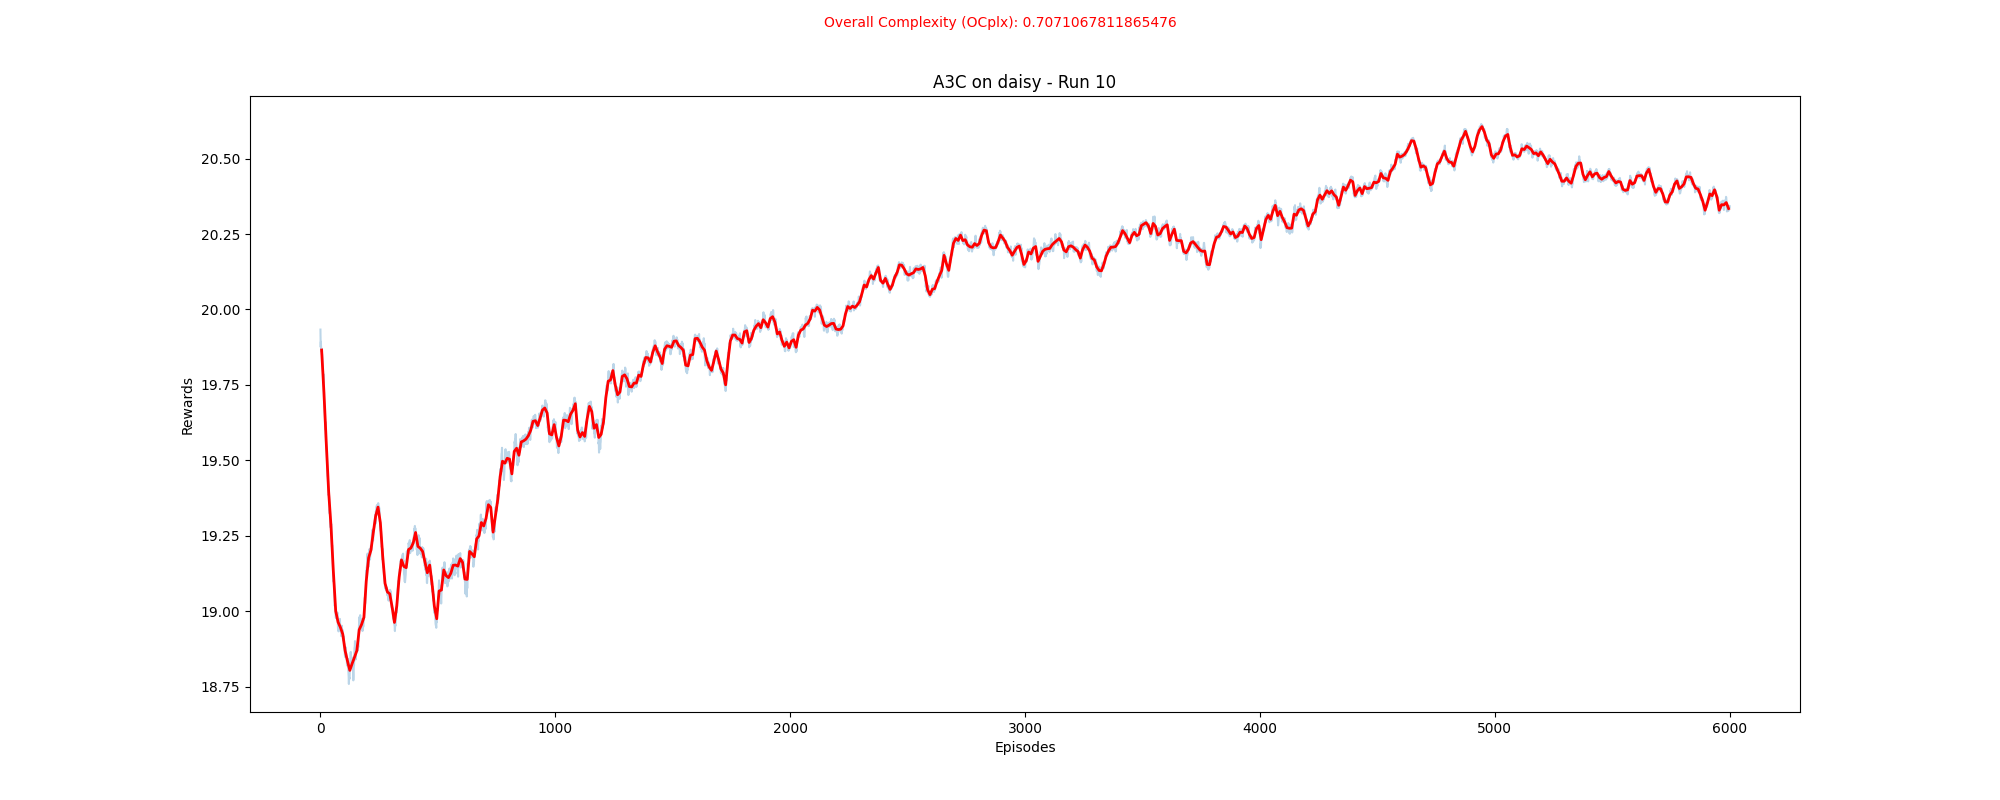 Overall Complexity (OCplx): 0.7071067811865476
A3C on daisy - Run 10
20.50
20.25
20.00
19.75
19.50
19.25
19.00
18.75
Rewards
0 1000 2000 3000 4000 5000 6000
Episodes